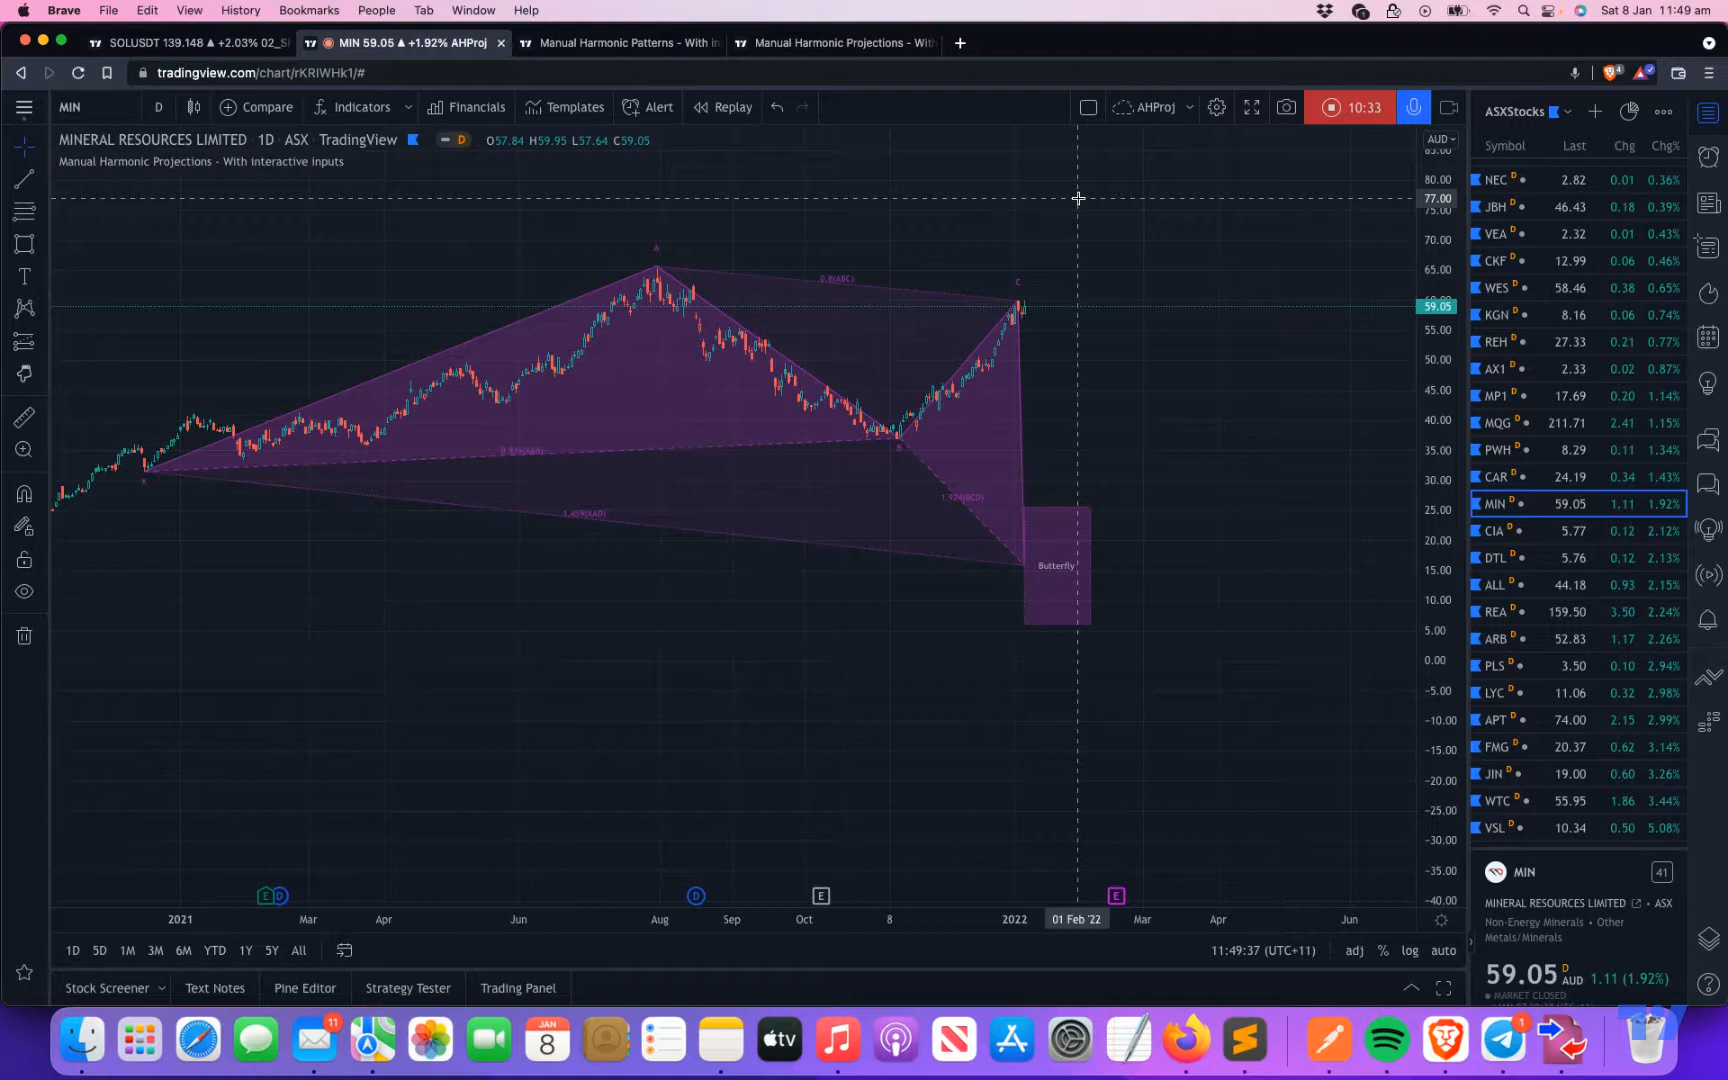 Brave File Edit View History Bookmarks People Tab Window Help
Sat 8 Jan 11:49 am
SOLUSDT 139.148 ▲ +2.03% 02_S
MIN 59.05 ▲ +1.92% AHProj
Manual Harmonic Patterns - With in
Manual Harmonic Projections - With
tradingview.com/chart/rKRIWHk1/#
MIN D Compare Indicators Financials Templates Alert Replay AHProj 10:33
MINERAL RESOURCES LIMITED · 1D · ASX · TradingView D O57.84 H59.95 L57.64 C59.05
Manual Harmonic Projections - With interactive inputs
AUD
85.00
80.00
77.00
75.00
70.00
65.00
59.05
55.00
50.00
45.00
40.00
35.00
30.00
25.00
20.00
15.00
10.00
5.00
0.00
−5.00
−10.00
−15.00
−20.00
−25.00
−30.00
−35.00
−40.00
A
0.8(ABC)
C
B
X
1.924(BCD)
1.459(XAD)
Butterfly
E D D E E
2021 Mar Apr Jun Aug Sep Oct 8 2022 01 Feb '22 Mar Apr Jun
1D 5D 1M 3M 6M YTD 1Y 5Y All
11:49:37 (UTC+11) adj % log auto
Stock Screener Text Notes Pine Editor Strategy Tester Trading Panel
ASXStocks
Symbol Last Chg Chg%
NEC D 2.82 0.01 0.36%
JBH D 46.43 0.18 0.39%
VEA D 2.32 0.01 0.43%
CKF D 12.99 0.06 0.46%
WES D 58.46 0.38 0.65%
KGN D 8.16 0.06 0.74%
REH D 27.33 0.21 0.77%
AX1 D 2.33 0.02 0.87%
MP1 D 17.69 0.20 1.14%
MQG D 211.71 2.41 1.15%
PWH D 8.29 0.11 1.34%
CAR D 24.19 0.34 1.43%
MIN D 59.05 1.11 1.92%
CIA D 5.77 0.12 2.12%
DTL D 5.76 0.12 2.13%
ALL D 44.18 0.93 2.15%
REA D 159.50 3.50 2.24%
ARB D 52.83 1.17 2.26%
PLS D 3.50 0.10 2.94%
LYC D 11.06 0.32 2.98%
APT D 74.00 2.15 2.99%
FMG D 20.37 0.62 3.14%
JIN D 19.00 0.60 3.26%
WTC D 55.95 1.86 3.44%
VSL D 10.34 0.50 5.08%
MIN 41
MINERAL RESOURCES LIMITED · ASX
Non-Energy Minerals · Other
Metals/Minerals
59.05 D AUD 1.11 (1.92%)
MARKET CLOSED
11
JAN
8
tv
1